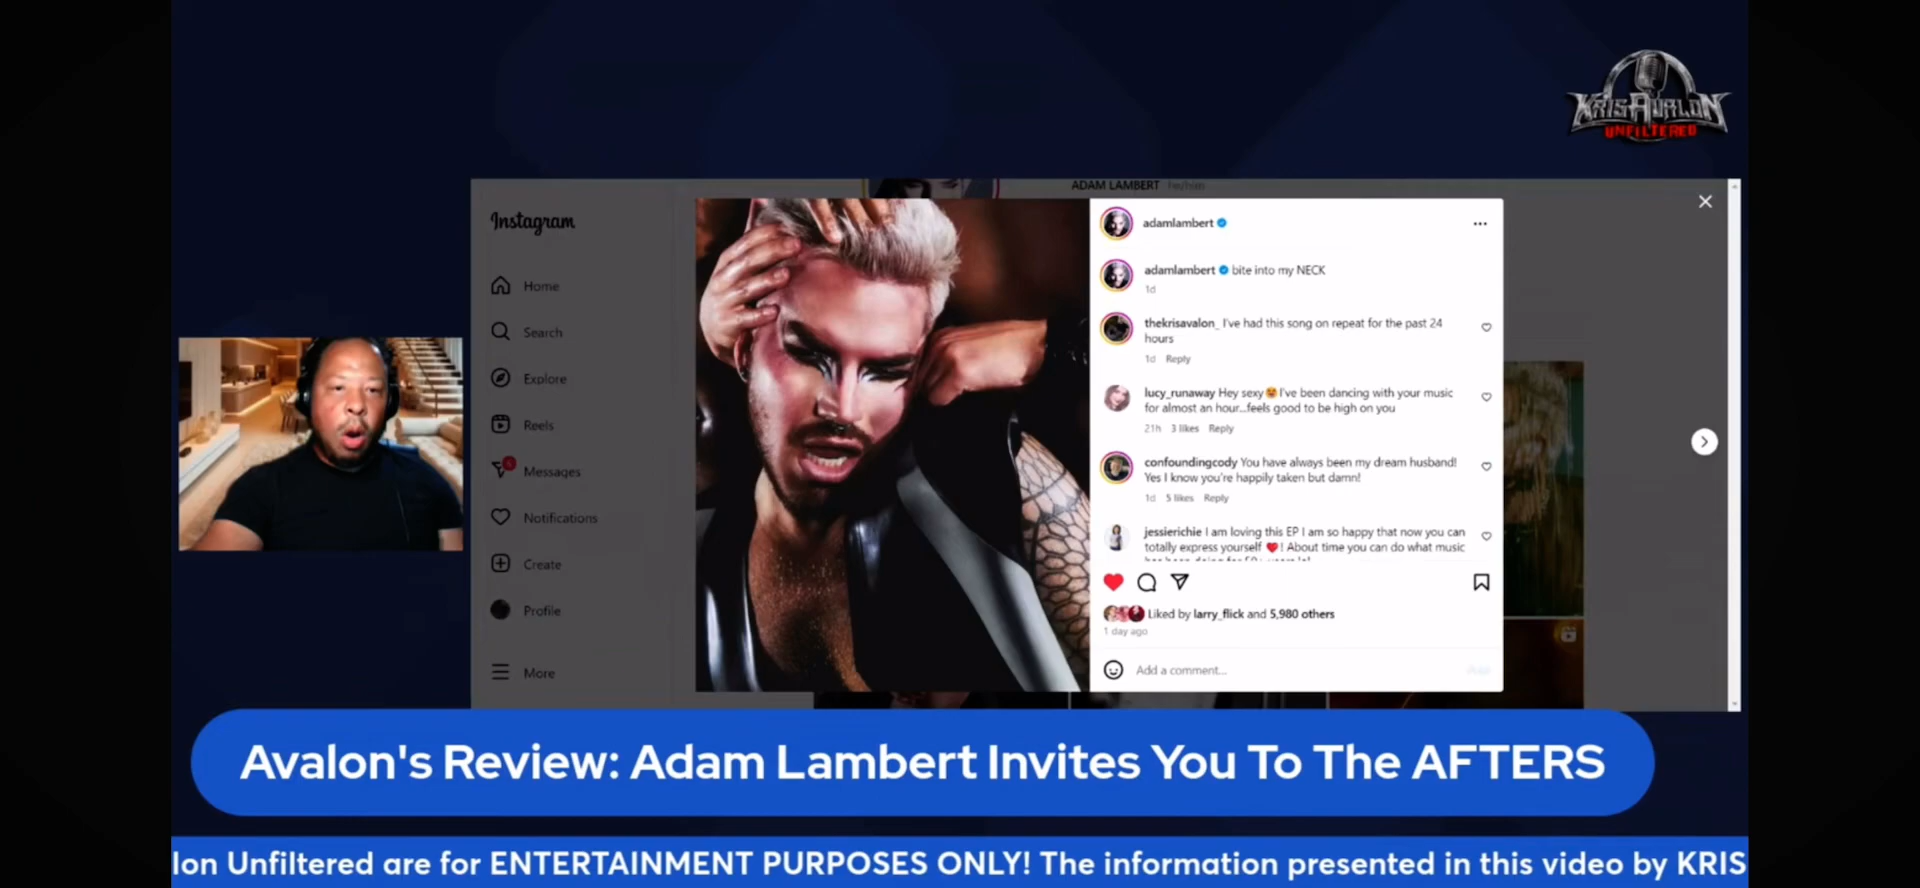 KRIS AVALON
UNFILTERED
ADAM LAMBERT
Instagram
Home
Search
Explore
Reels
Messages
Notifications
Create
Profile
More
adamlambert
adamlambert bite into my NECK
1d
thekrisavalon_ I've had this song on repeat for the past 24
hours
1d Reply
lucy_runaway Hey sexy😍I've been dancing with your music
for almost an hour...feels good to be high on you
21h 3 likes Reply
confoundingcody You have always been my dream husband!
Yes I know you're happily taken but damn!
1d 5 likes Reply
jessierichie I am loving this EP I am so happy that now you can
totally express yourself ❤️! About time you can do what music
Liked by larry_flick and 5,980 others
1 day ago
Add a comment...
Avalon's Review: Adam Lambert Invites You To The AFTERS
lon Unfiltered are for ENTERTAINMENT PURPOSES ONLY! The information presented in this video by KRIS